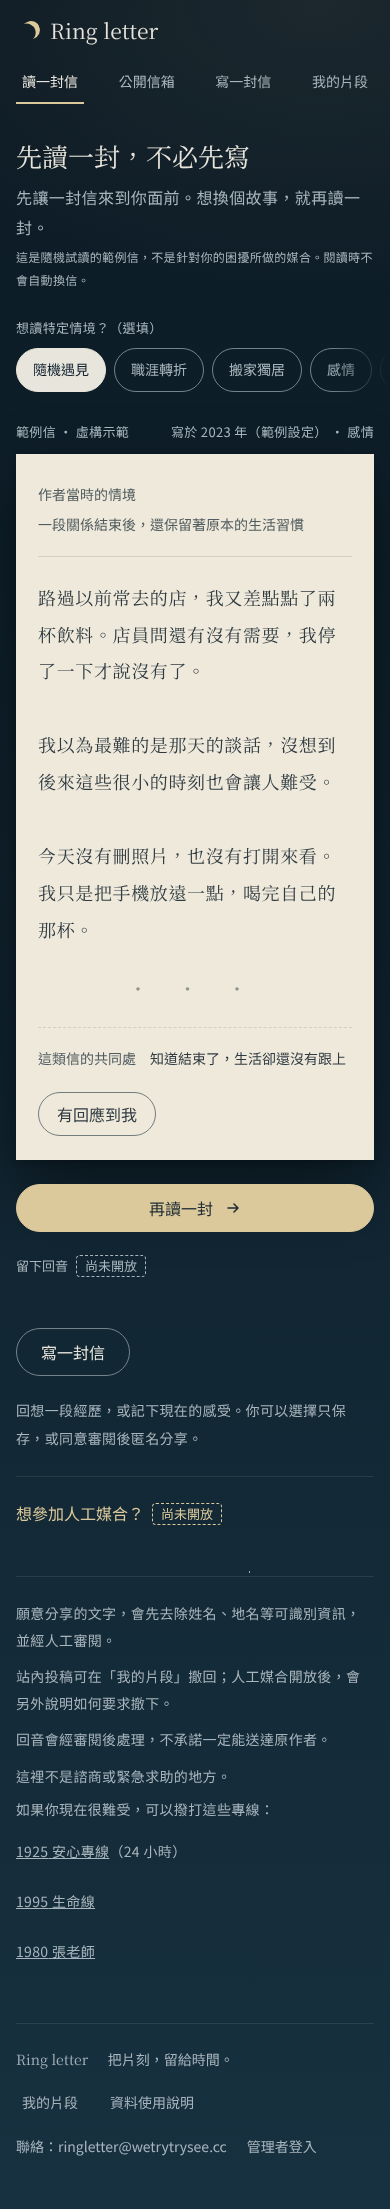 Ring letter
讀一封信 公開信箱 寫一封信 我的片段
先讀一封，不必先寫
先讓一封信來到你面前。想換個故事，就再讀一
封。
這是隨機試讀的範例信，不是針對你的困擾所做的媒合。閱讀時不
會自動換信。
想讀特定情境？（選填）
隨機遇見 職涯轉折 搬家獨居 感情
範例信 ・ 虛構示範 寫於 2023 年（範例設定） ・ 感情
作者當時的情境
一段關係結束後，還保留著原本的生活習慣
路過以前常去的店，我又差點點了兩
杯飲料。店員問還有沒有需要，我停
了一下才說沒有了。
我以為最難的是那天的談話，沒想到
後來這些很小的時刻也會讓人難受。
今天沒有刪照片，也沒有打開來看。
我只是把手機放遠一點，喝完自己的
那杯。
・ ・ ・
這類信的共同處 知道結束了，生活卻還沒有跟上
有回應到我
再讀一封 →
留下回音 尚未開放
寫一封信
回想一段經歷，或記下現在的感受。你可以選擇只保
存，或同意審閱後匿名分享。
想參加人工媒合？ 尚未開放
願意分享的文字，會先去除姓名、地名等可識別資訊，
並經人工審閱。
站內投稿可在「我的片段」撤回；人工媒合開放後，會
另外說明如何要求撤下。
回音會經審閱後處理，不承諾一定能送達原作者。
這裡不是諮商或緊急求助的地方。
如果你現在很難受，可以撥打這些專線：
1925 安心專線（24 小時）
1995 生命線
1980 張老師
Ring letter 把片刻，留給時間。
我的片段 資料使用說明
聯絡：ringletter@wetrytrysee.cc 管理者登入